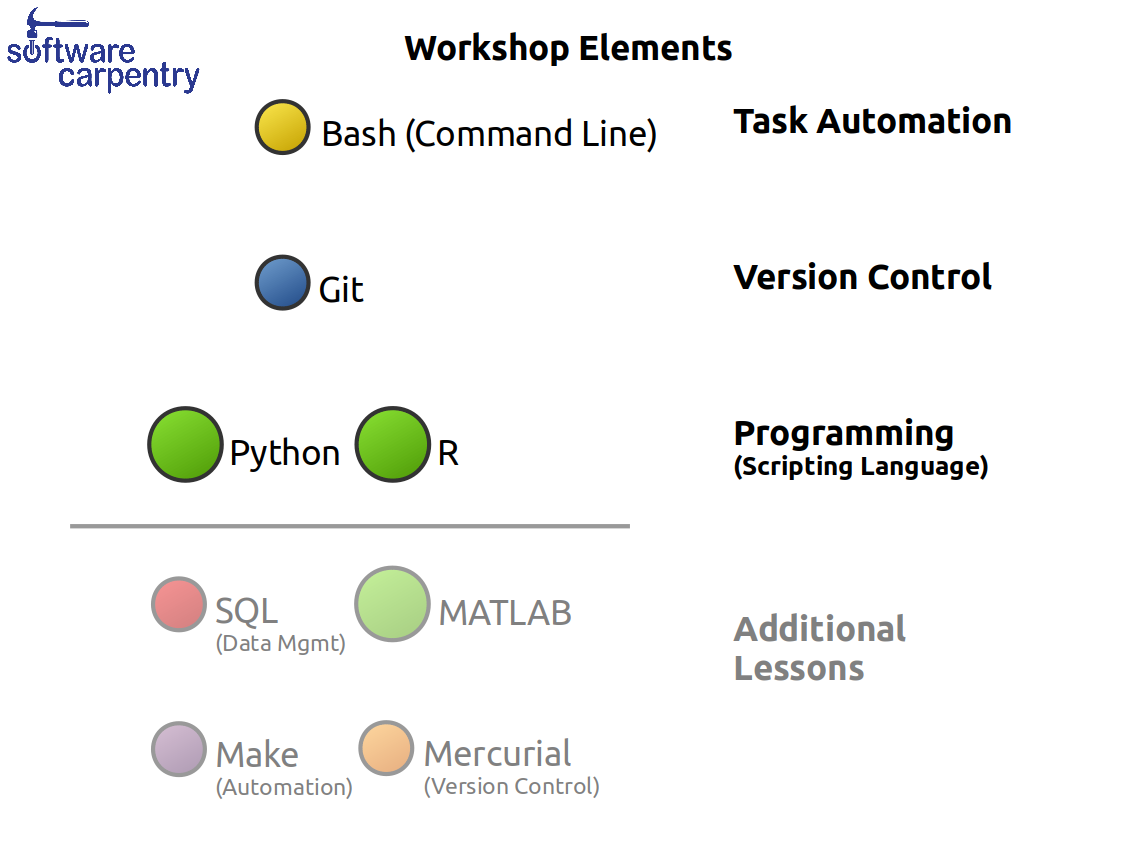 software
carpentry
Workshop Elements
Bash (Command Line)
Task Automation
Git
Version Control
Python
R
Programming
(Scripting Language)
SQL
(Data Mgmt)
MATLAB
Additional
Lessons
Make
(Automation)
Mercurial
(Version Control)